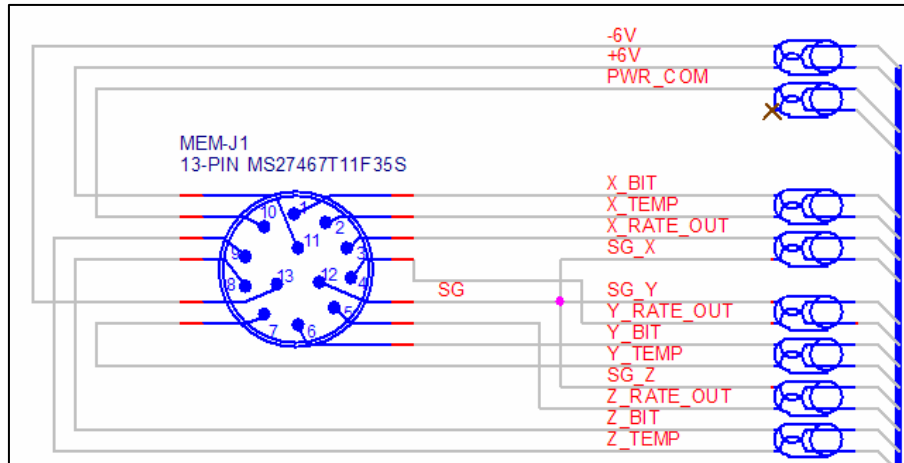 -6V
+6V
PWR_COM
MEM-J1
13-PIN MS27467T11F35S
X_BIT
X_TEMP
X_RATE_OUT
SG_X
10
1
2
11
9
3
13
12
4
8
SG
5
7
6
SG_Y
Y_RATE_OUT
Y_BIT
Y_TEMP
SG_Z
Z_RATE_OUT
Z_BIT
Z_TEMP